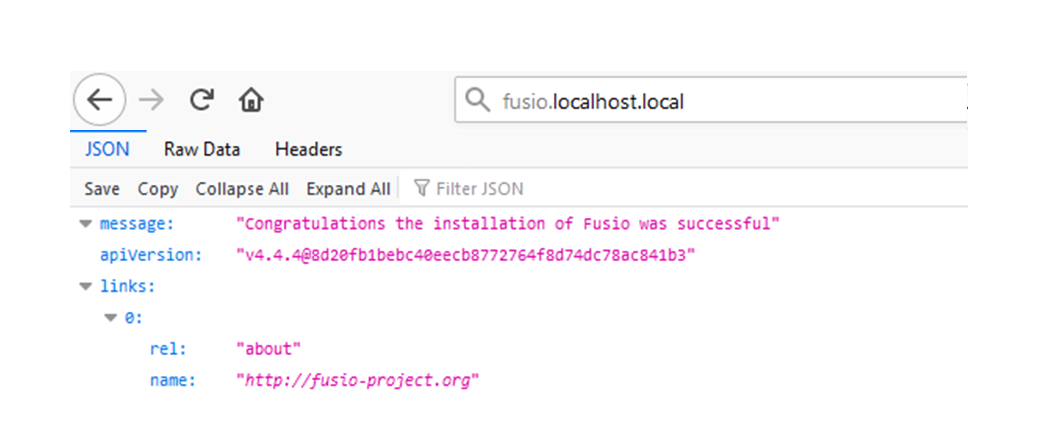 fusio.localhost.local
JSON Raw Data Headers
Save Copy Collapse All Expand All Filter JSON
message: "Congratulations the installation of Fusio was successful"
apiVersion: "v4.4.4@8d20fb1bebc40eecb8772764f8d74dc78ac841b3"
links:
0:
rel: "about"
name: "http://fusio-project.org"